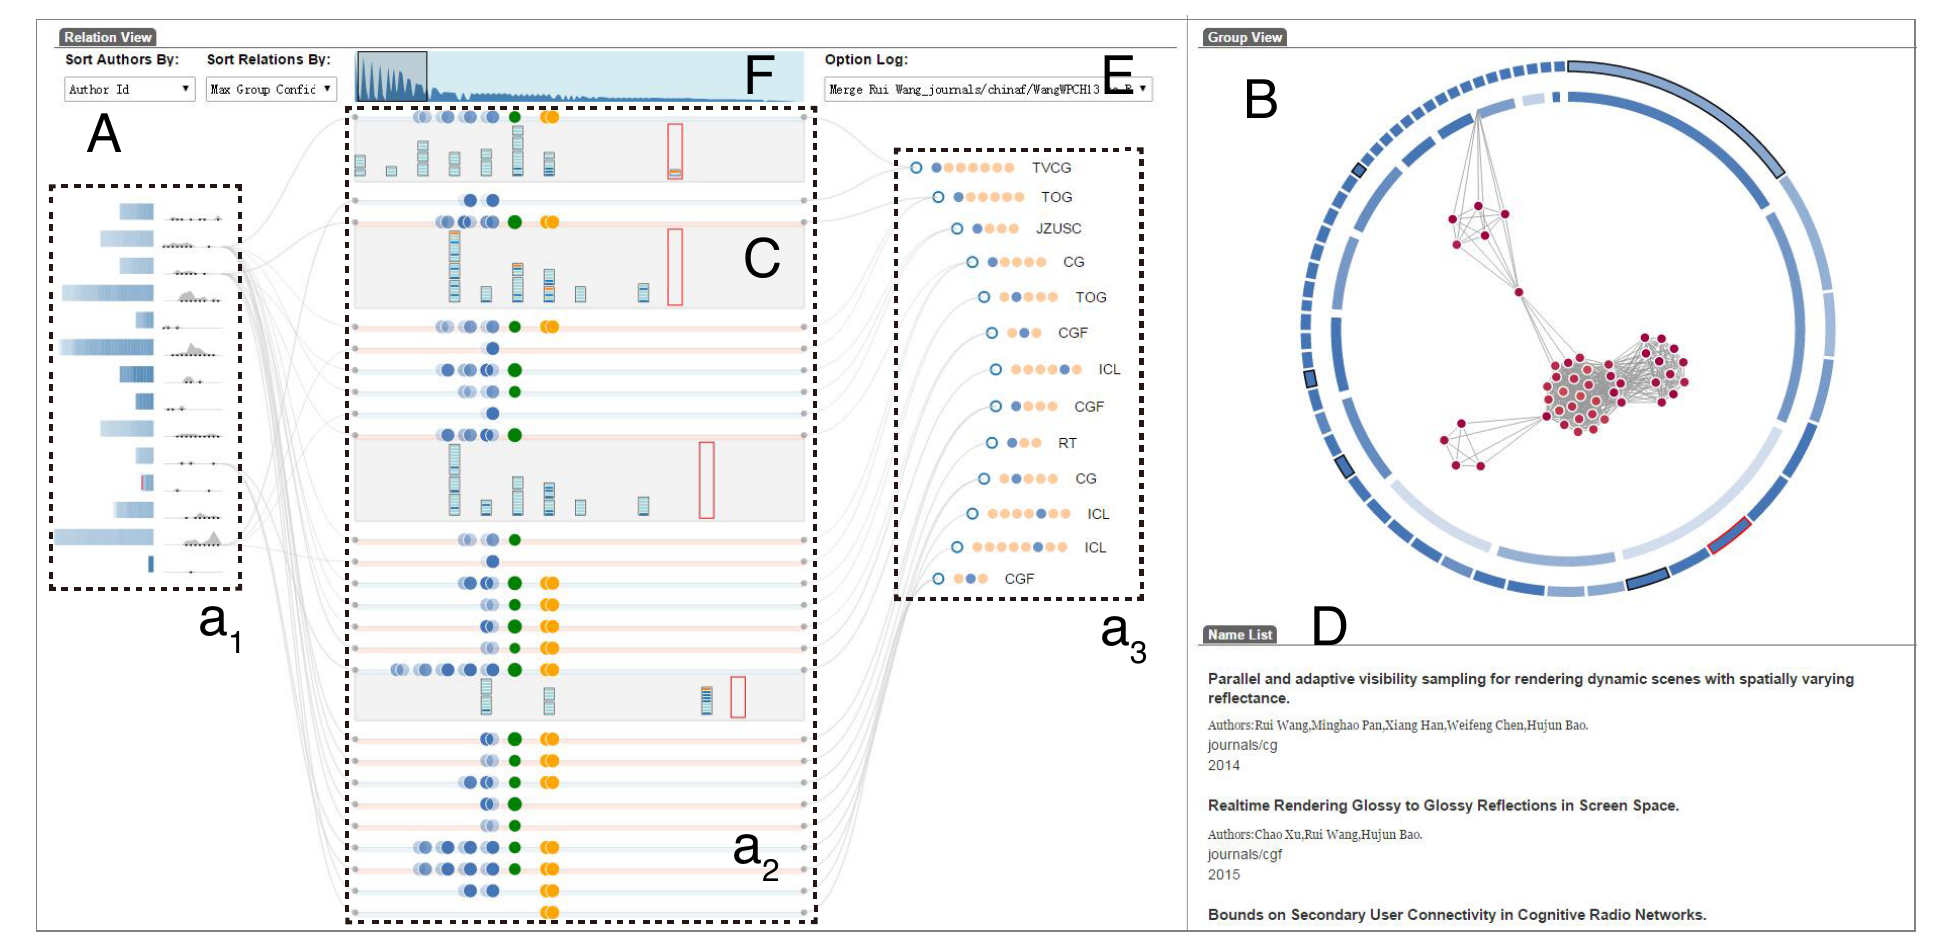 Relation View
Sort Authors By:
Sort Relations By:
Author Id
Max Group Confic
F
Option Log:
E
Merge Rui Wang_journals/chinaf/WangWPCH13
A
C
a1
a2
TVCG
TOG
JZUSC
CG
TOG
CGF
ICL
CGF
RT
CG
ICL
ICL
CGF
a3
Group View
B
D
Name List
Parallel and adaptive visibility sampling for rendering dynamic scenes with spatially varying
reflectance.
Authors:Rui Wang,Minghao Pan,Xiang Han,Weifeng Chen,Hujun Bao.
journals/cg
2014
Realtime Rendering Glossy to Glossy Reflections in Screen Space.
Authors:Chao Xu,Rui Wang,Hujun Bao.
journals/cgf
2015
Bounds on Secondary User Connectivity in Cognitive Radio Networks.